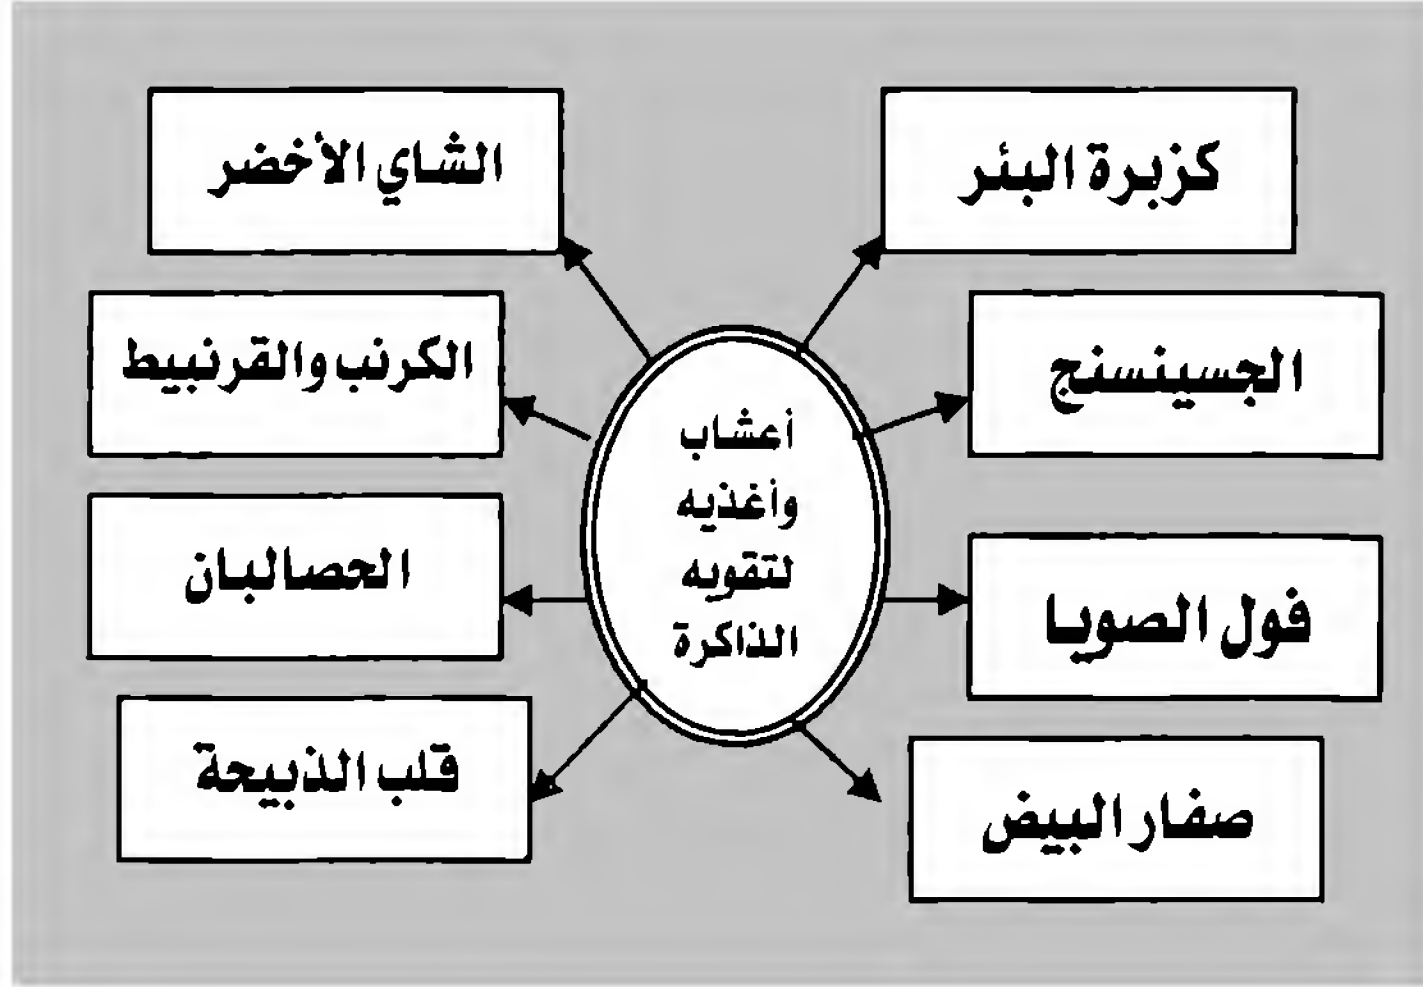 كزبرة البئر
الشاي الأخضر
الجسينسنج
الكرنب والقرنبيط
أعشاب
وأغذيه
لتقويه
الذاكرة
فول الصويا
الحصالبان
صفار البيض
قلب الذبيحة